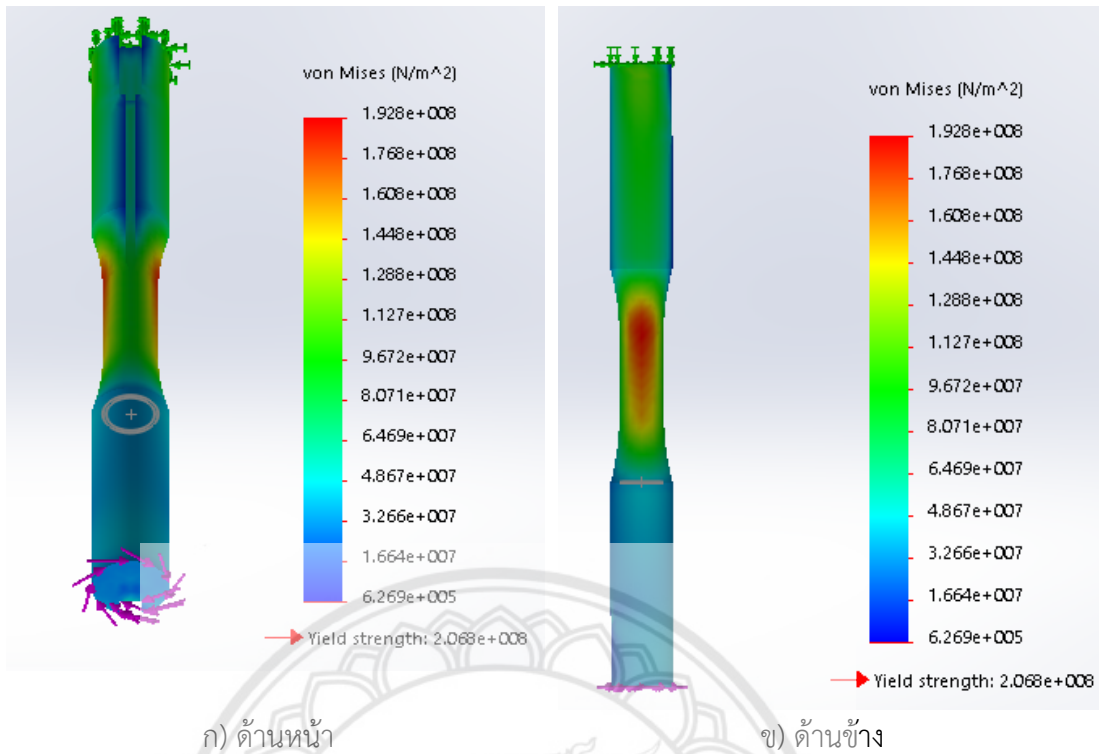 von Mises (N/m^2)
1.928e+008
1.768e+008
1.608e+008
1.448e+008
1.288e+008
1.127e+008
9.672e+007
8.071e+007
6.469e+007
4.867e+007
3.266e+007
1.664e+007
6.269e+005
Yield strength: 2.068e+008
ก) ด้านหน้า
von Mises (N/m^2)
1.928e+008
1.768e+008
1.608e+008
1.448e+008
1.288e+008
1.127e+008
9.672e+007
8.071e+007
6.469e+007
4.867e+007
3.266e+007
1.664e+007
6.269e+005
Yield strength: 2.068e+008
ข) ด้านข้าง